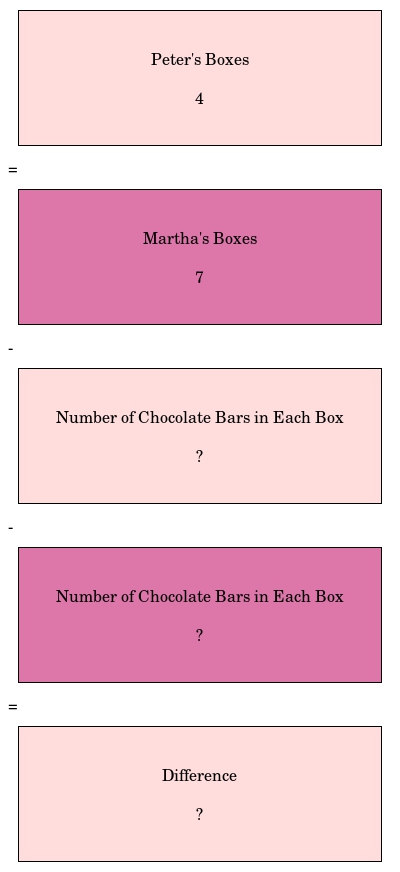 Peter's Boxes
4
=
Martha's Boxes
7
-
Number of Chocolate Bars in Each Box
?
-
Number of Chocolate Bars in Each Box
?
=
Difference
?